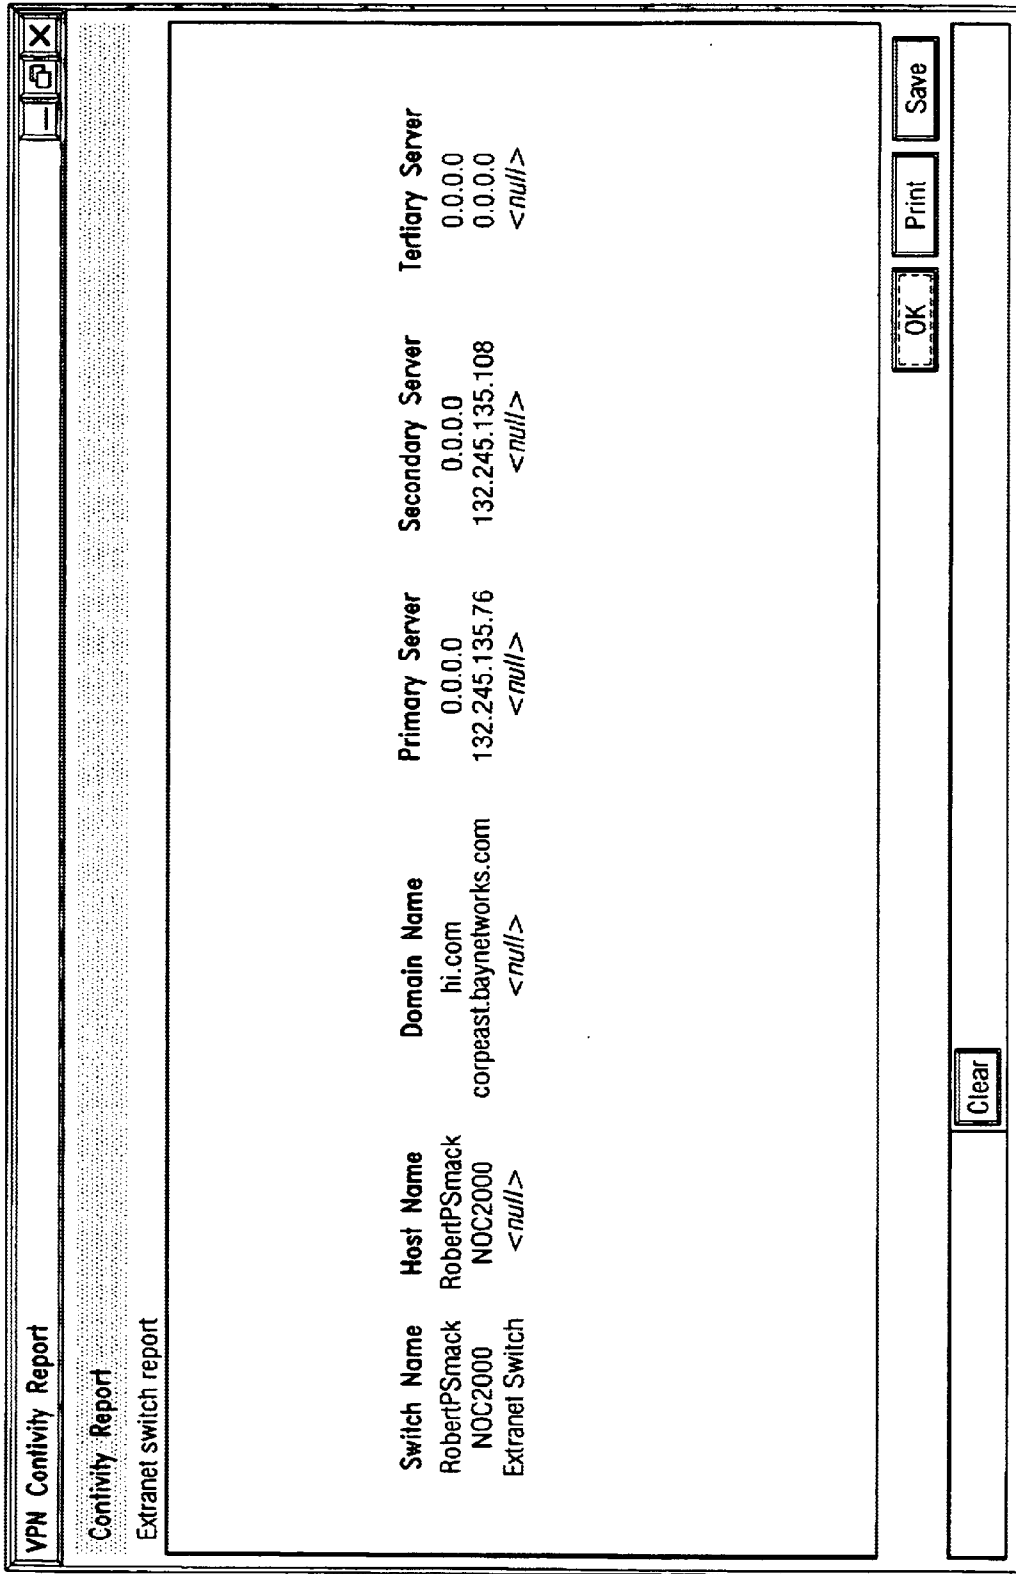 VPN Contivity Report
Contivity Report
Extranet switch report
Switch Name Host Name Domain Name Primary Server Secondary Server Tertiary Server
RobertPSmack RobertPSmack hi.com 0.0.0.0 0.0.0.0 0.0.0.0
NOC2000 NOC2000 corpeast.baynetworks.com 132.245.135.76 132.245.135.108 0.0.0.0
Extranet Switch <null> <null> <null> <null> <null>
OK Print Save
Clear